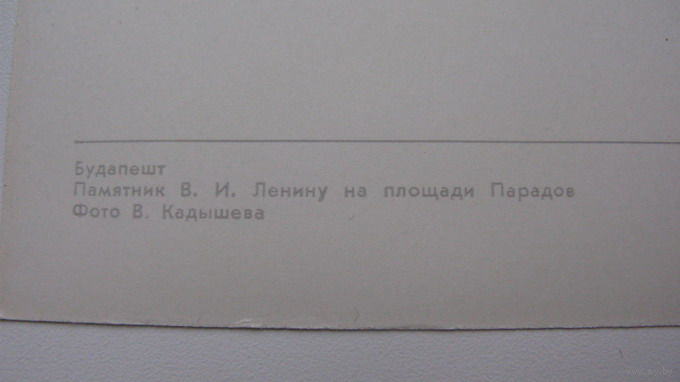 Будапешт
Памятник В. И. Ленину на площади Парадов
Фото В. Кадышева